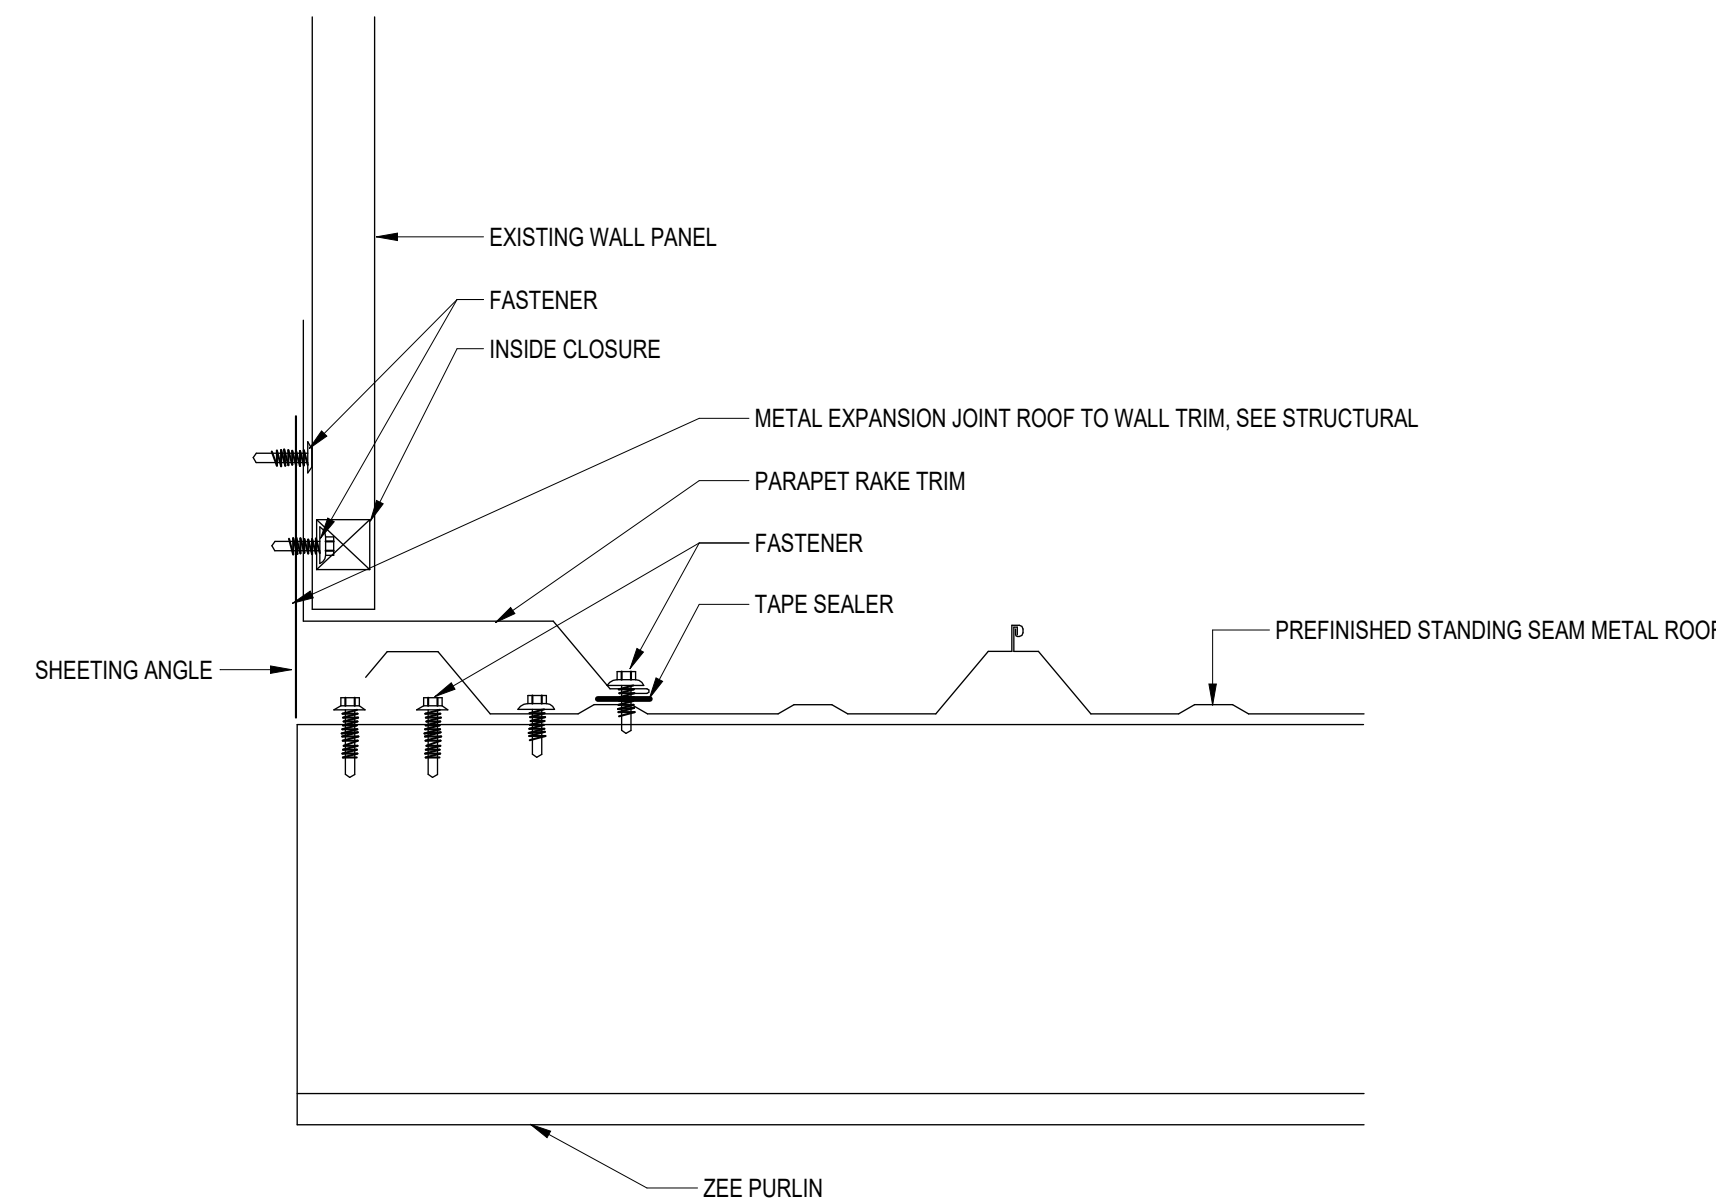 EXISTING WALL PANEL
FASTENER
INSIDE CLOSURE
METAL EXPANSION JOINT ROOF TO WALL TRIM, SEE STRUCTURAL
PARAPET RAKE TRIM
FASTENER
TAPE SEALER
PREFINISHED STANDING SEAM METAL ROOF
SHEETING ANGLE
ZEE PURLIN